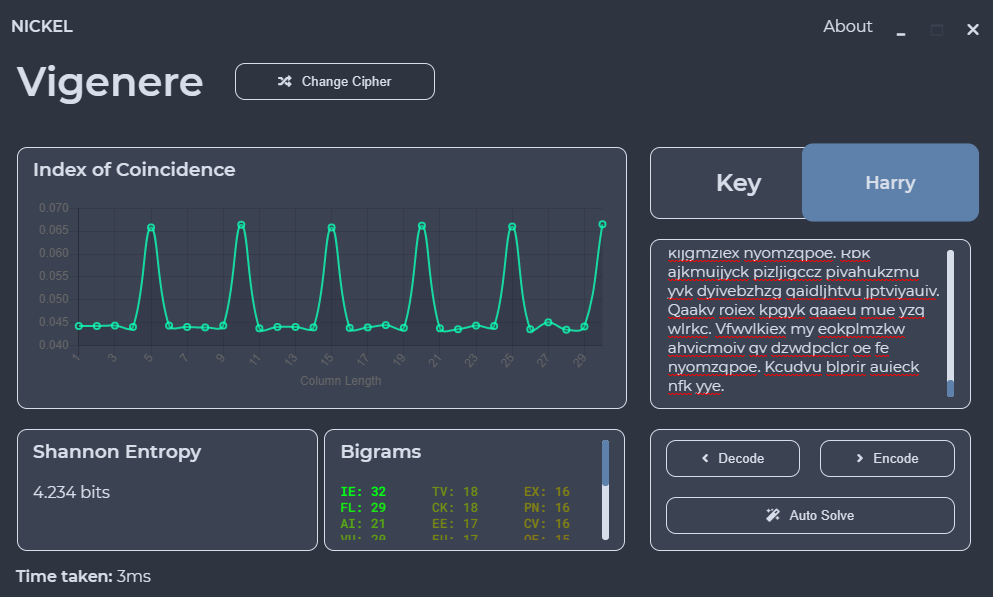 NICKEL
About
Vigenere
Change Cipher
Index of Coincidence
0.070
0.065
0.060
0.055
0.050
0.045
0.040
1 3 5 7 9 11 13 15 17 19 21 23 25 27 29
Column Length
Key
Harry
kijgmziex nyomzqpoe. Rbk
ajkmuijyck pizljigccz pivahukzmu
yvk dyivebzhzg qaidljhtvu jptviyauiv.
Qaakv roiex kpgyk qaaeu mue yzq
wlrkc. Vfwvlkiex my eokplmzkw
ahvicmoiv qv dzwdpclcr oe fe
nyomzqpoe. Kcudvu blprir auieck
nfk yye.
Shannon Entropy
4.234 bits
Bigrams
IE: 32 TV: 18 EX: 16
FL: 29 CK: 18 PN: 16
AI: 21 EE: 17 CV: 16
Decode
Encode
Auto Solve
Time taken: 3ms